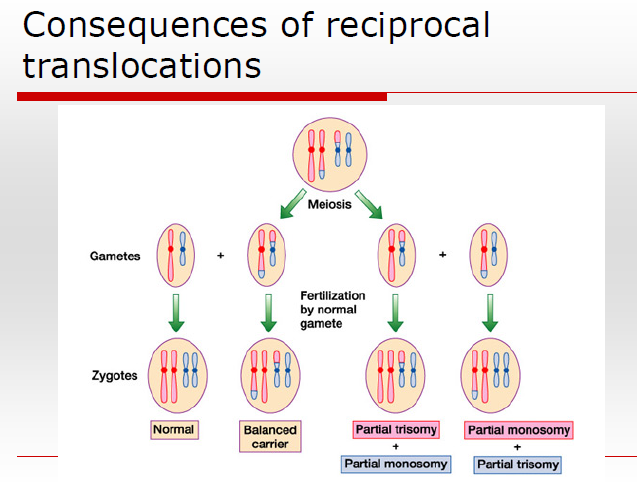 Consequences of reciprocal
translocations
Meiosis
Gametes
+
+
Fertilization
by normal
gamete
Zygotes
Normal
Balanced
carrier
Partial trisomy
+
Partial monosomy
Partial monosomy
+
Partial trisomy